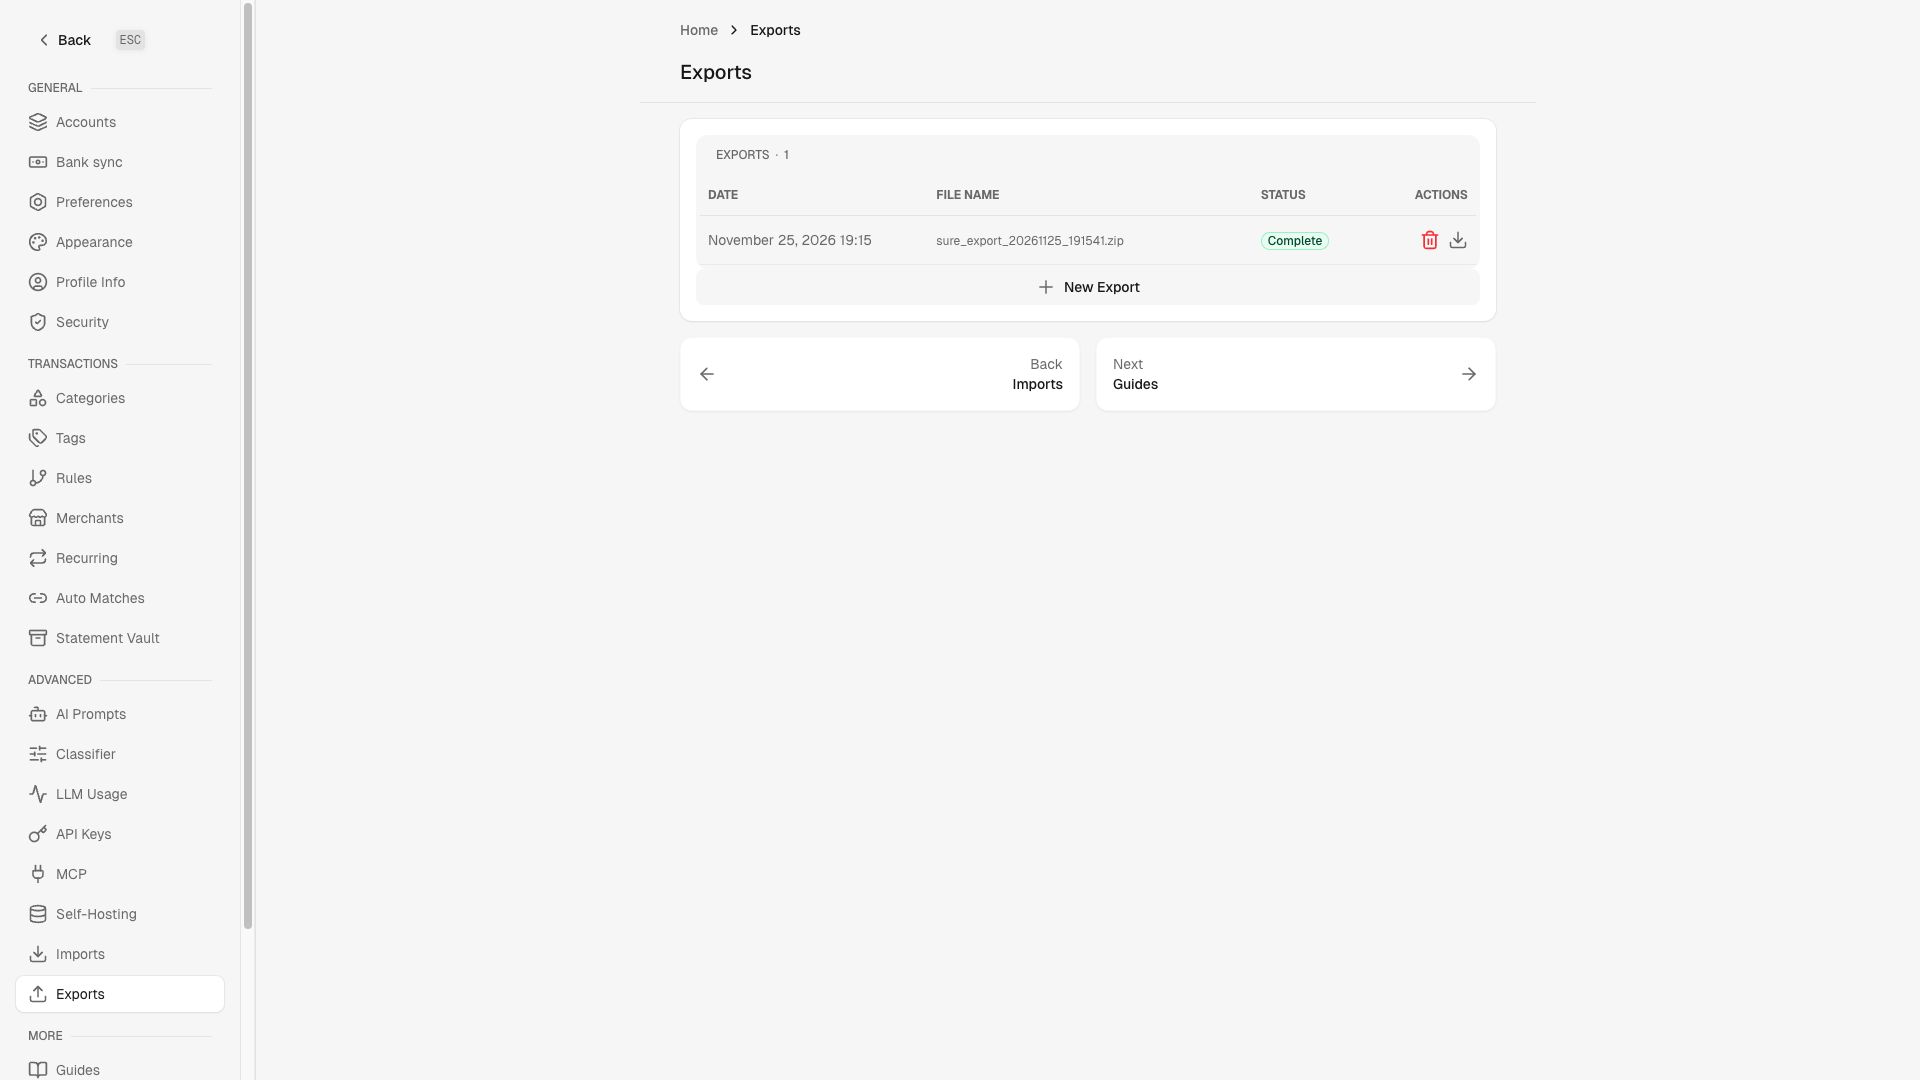 Back ESC
GENERAL
Accounts
Bank sync
Preferences
Appearance
Profile Info
Security
TRANSACTIONS
Categories
Tags
Rules
Merchants
Recurring
Auto Matches
Statement Vault
ADVANCED
AI Prompts
Classifier
LLM Usage
API Keys
MCP
Self-Hosting
Imports
Exports
MORE
Guides
Home > Exports
Exports
EXPORTS · 1
DATE FILE NAME STATUS ACTIONS
November 25, 2026 19:15 sure_export_20261125_191541.zip Complete
New Export
Back
Imports
Next
Guides